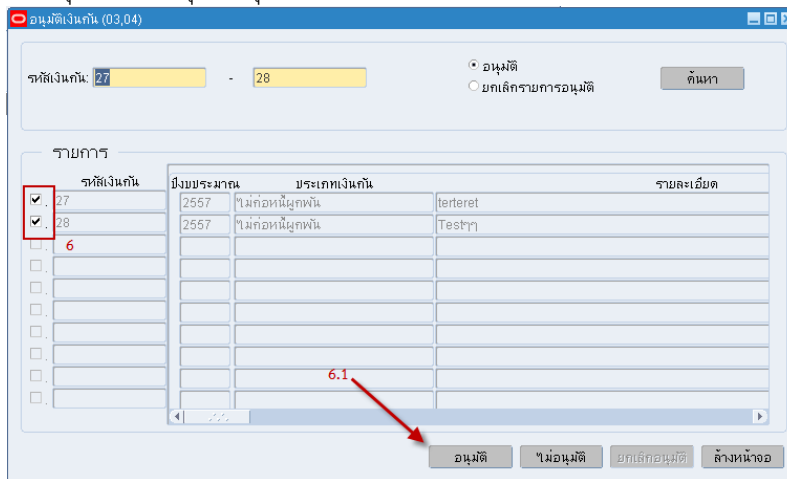 อนุมัติเงินกัน (03,04)
รหัสเงินกัน: 27 - 28
อนุมัติ
ยกเลิกรายการอนุมัติ
ค้นหา
รายการ
รหัสเงินกัน ปีงบประมาณ ประเภทเงินกัน รายละเอียด
27 2557 ไม่ก่อหนี้ผูกพัน terteret
28 2557 ไม่ก่อหนี้ผูกพัน Testๆๆ
6
6.1
อนุมัติ ไม่อนุมัติ ยกเลิกอนุมัติ ล้างหน้าจอ